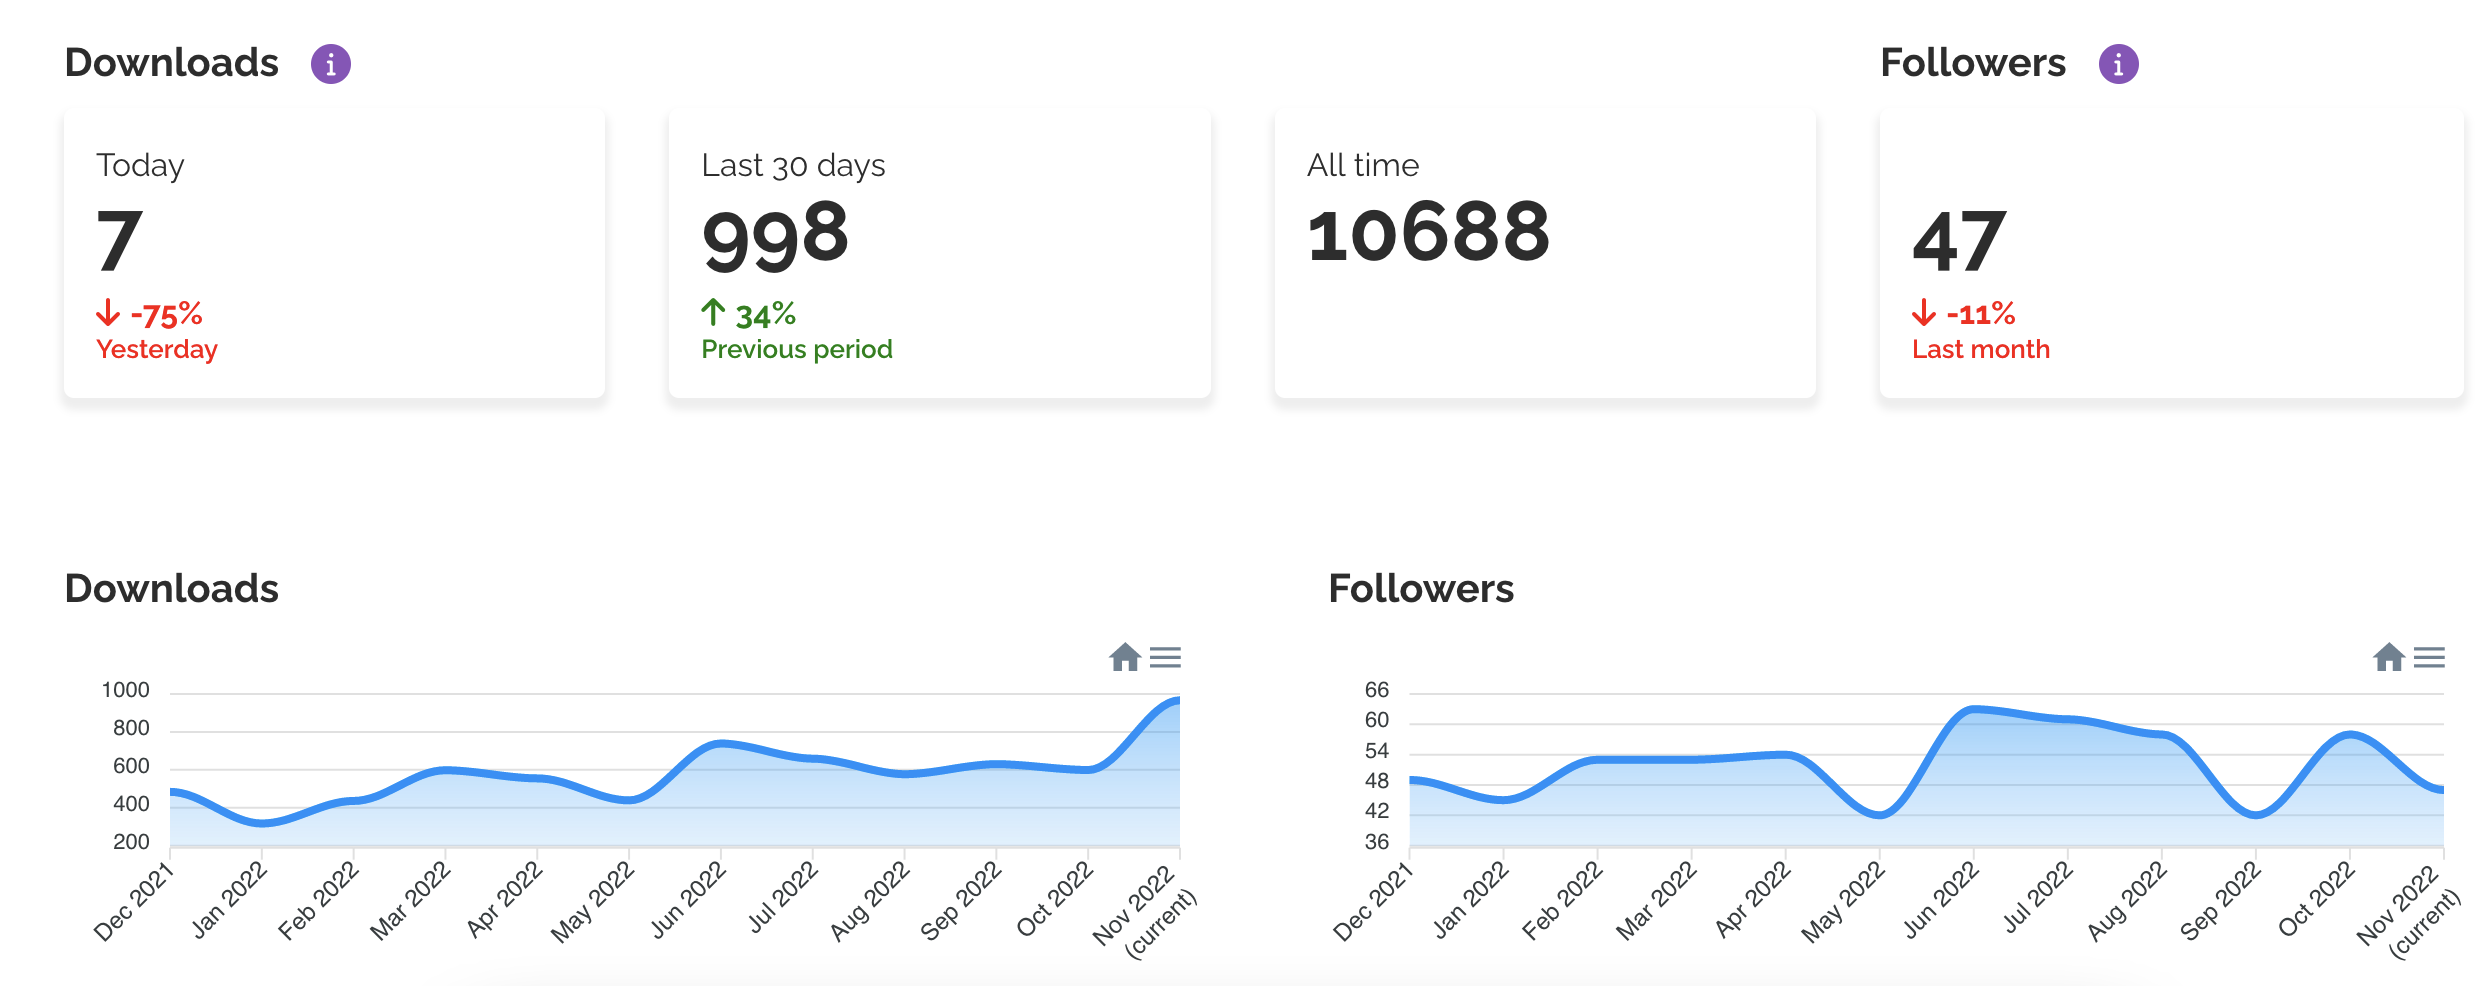 Downloads
Followers
Today
7
-75%
Yesterday
Last 30 days
998
34%
Previous period
All time
10688
47
-11%
Last month
Downloads
1000
800
600
400
200
Dec 2021
Jan 2022
Feb 2022
Mar 2022
Apr 2022
May 2022
Jun 2022
Jul 2022
Aug 2022
Sep 2022
Oct 2022
Nov 2022
(current)
Followers
66
60
54
48
42
36
Dec 2021
Jan 2022
Feb 2022
Mar 2022
Apr 2022
May 2022
Jun 2022
Jul 2022
Aug 2022
Sep 2022
Oct 2022
Nov 2022
(current)